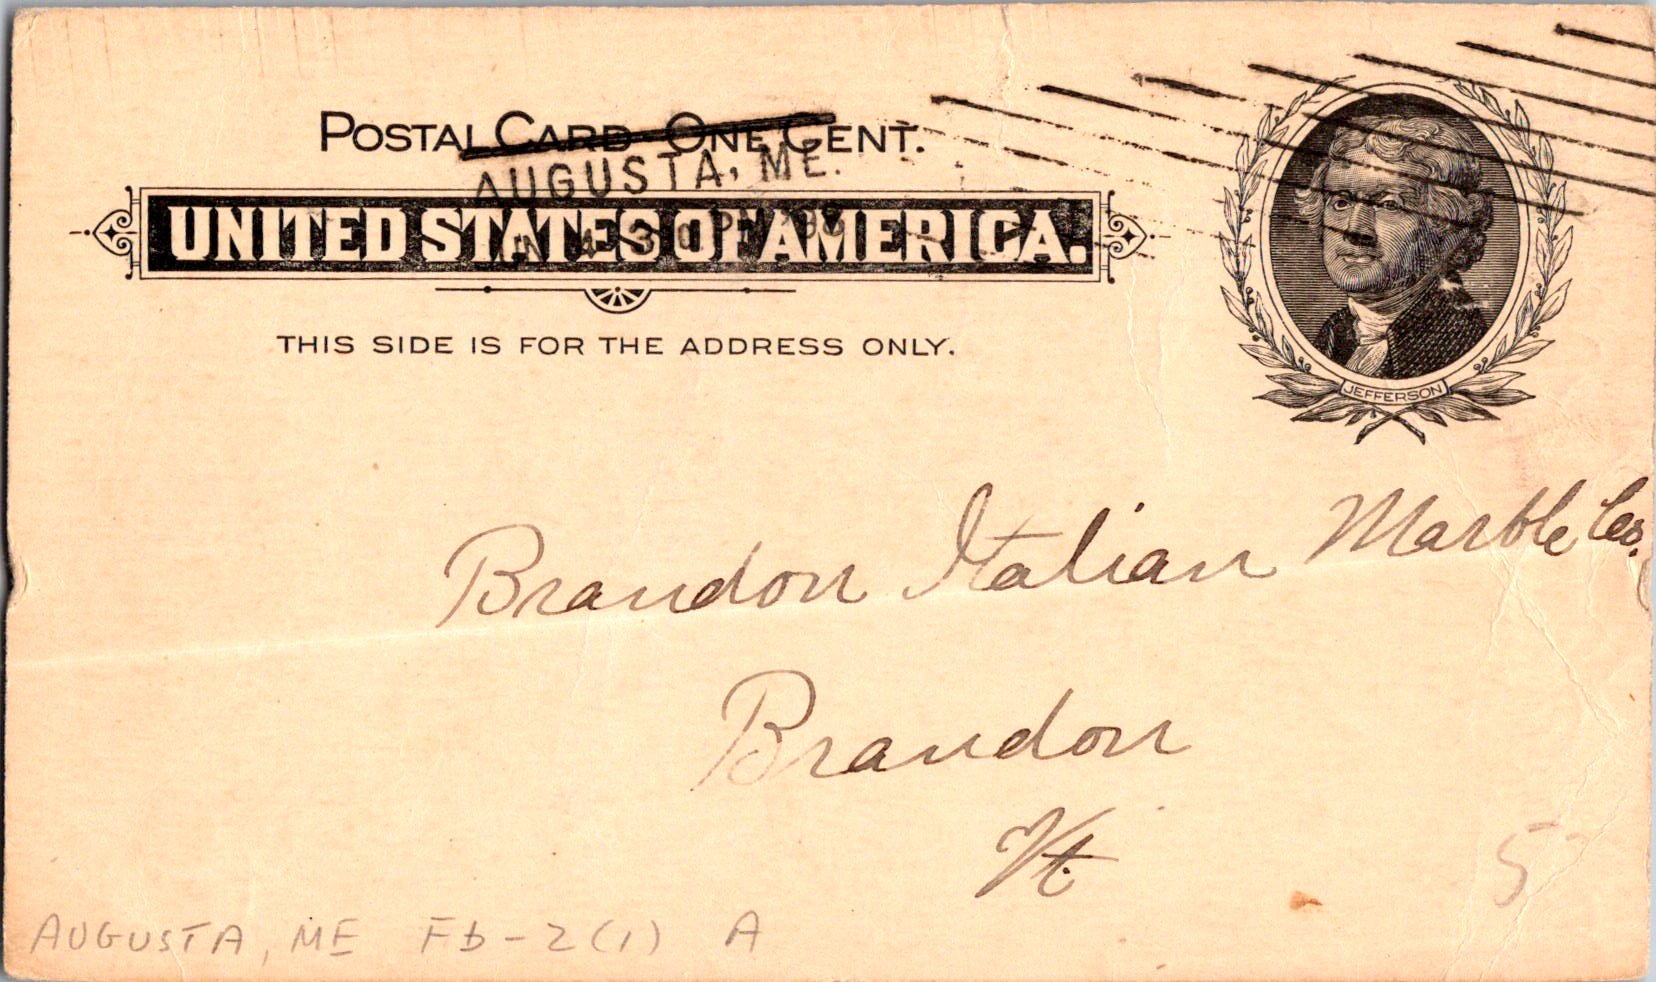 POSTAL CARD ONE CENT.
AUGUSTA, ME.
UNITED STATES OF AMERICA.
THIS SIDE IS FOR THE ADDRESS ONLY.
JEFFERSON
Brandon Italian Marble Co.
Brandon
Vt.
5
AUGUSTA, ME Fb-2(1) A